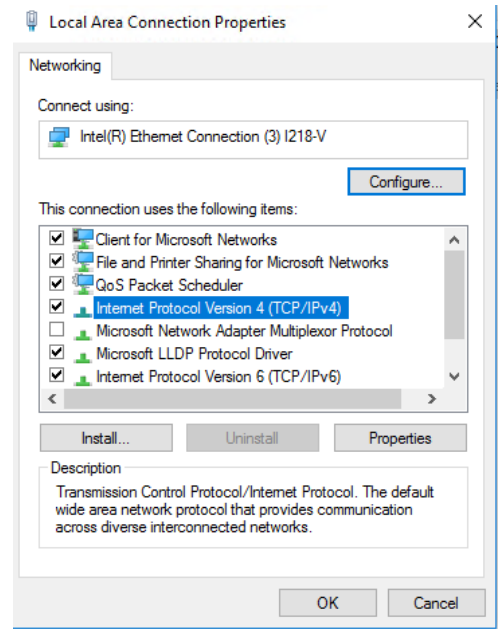 Local Area Connection Properties
Networking
Connect using:
Intel(R) Ethernet Connection (3) I218-V
Configure...
This connection uses the following items:
Client for Microsoft Networks
File and Printer Sharing for Microsoft Networks
QoS Packet Scheduler
Internet Protocol Version 4 (TCP/IPv4)
Microsoft Network Adapter Multiplexor Protocol
Microsoft LLDP Protocol Driver
Internet Protocol Version 6 (TCP/IPv6)
Install... Uninstall Properties
Description
Transmission Control Protocol/Internet Protocol. The default
wide area network protocol that provides communication
across diverse interconnected networks.
OK Cancel